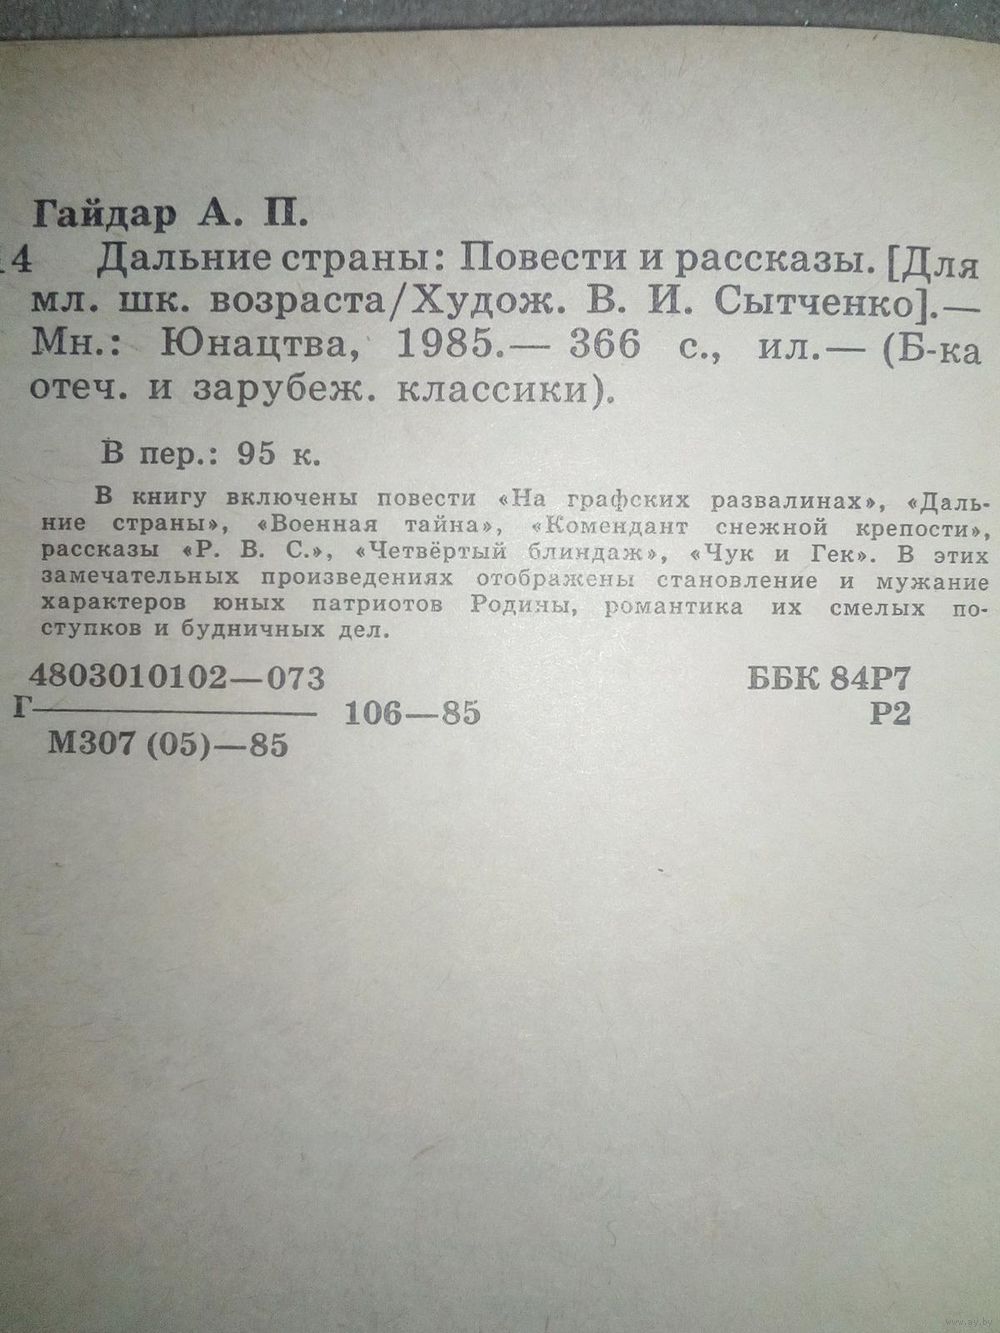 Гайдар А. П.
14 Дальние страны: Повести и рассказы. [Для
мл. шк. возраста/Худож. В. И. Сытченко].—
Мн.: Юнацтва, 1985.— 366 с., ил.— (Б-ка
отеч. и зарубеж. классики).
В пер.: 95 к.
В книгу включены повести «На графских развалинах», «Даль-
ние страны», «Военная тайна», «Комендант снежной крепости»,
рассказы «Р. В. С.», «Четвёртый блиндаж», «Чук и Гек». В этих
замечательных произведениях отображены становление и мужание
характеров юных патриотов Родины, романтика их смелых по-
ступков и будничных дел.
4803010102—073 ББК 84Р7
Г 106—85 Р2
М307 (05)—85
www.ay.by